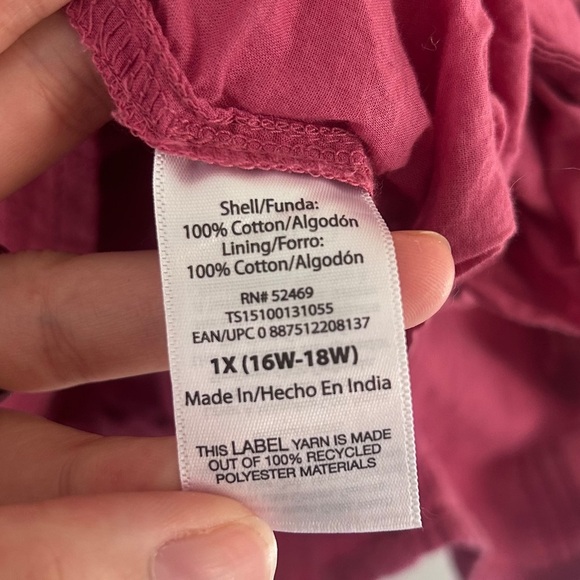 Shell/Funda:
100% Cotton/Algodón
Lining/Forro:
100% Cotton/Algodón
RN# 52469
TS15100131055
EAN/UPC 0 887512208137
1X (16W-18W)
Made In/Hecho En India
THIS LABEL YARN IS MADE
OUT OF 100% RECYCLED
POLYESTER MATERIALS